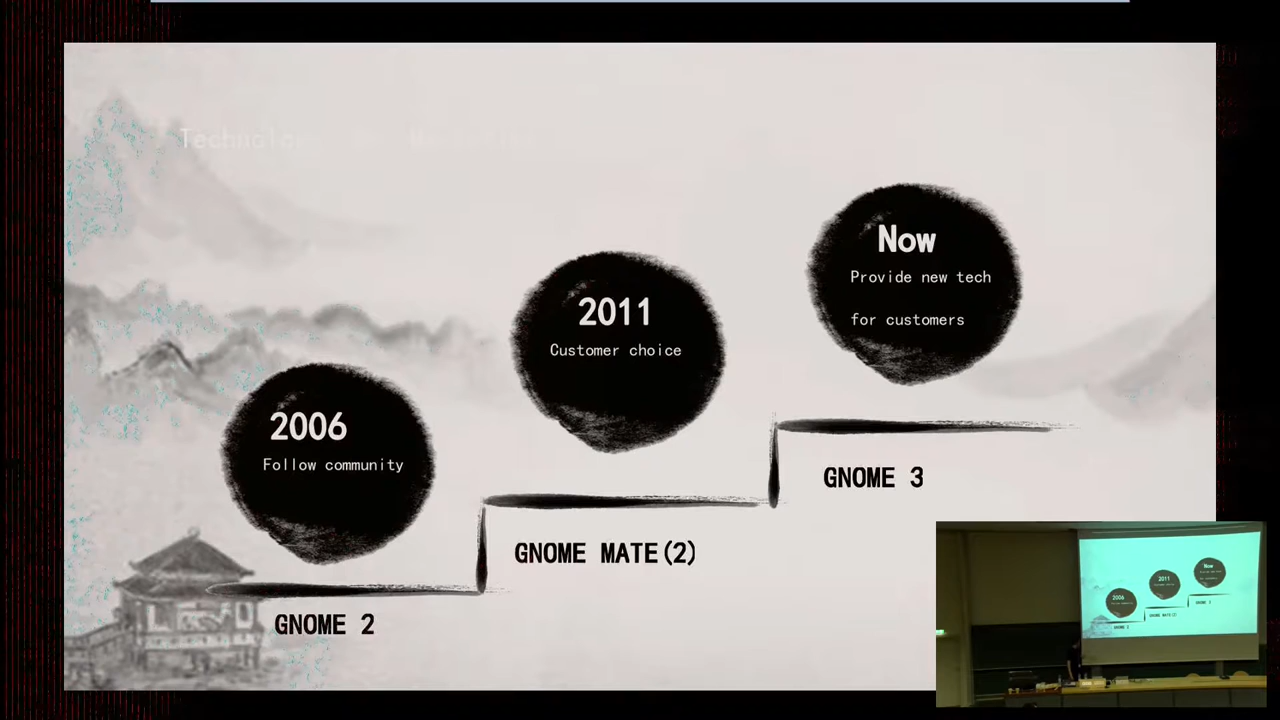 2006
Follow community
GNOME 2
2011
Customer choice
GNOME MATE(2)
Now
Provide new tech
for customers
GNOME 3